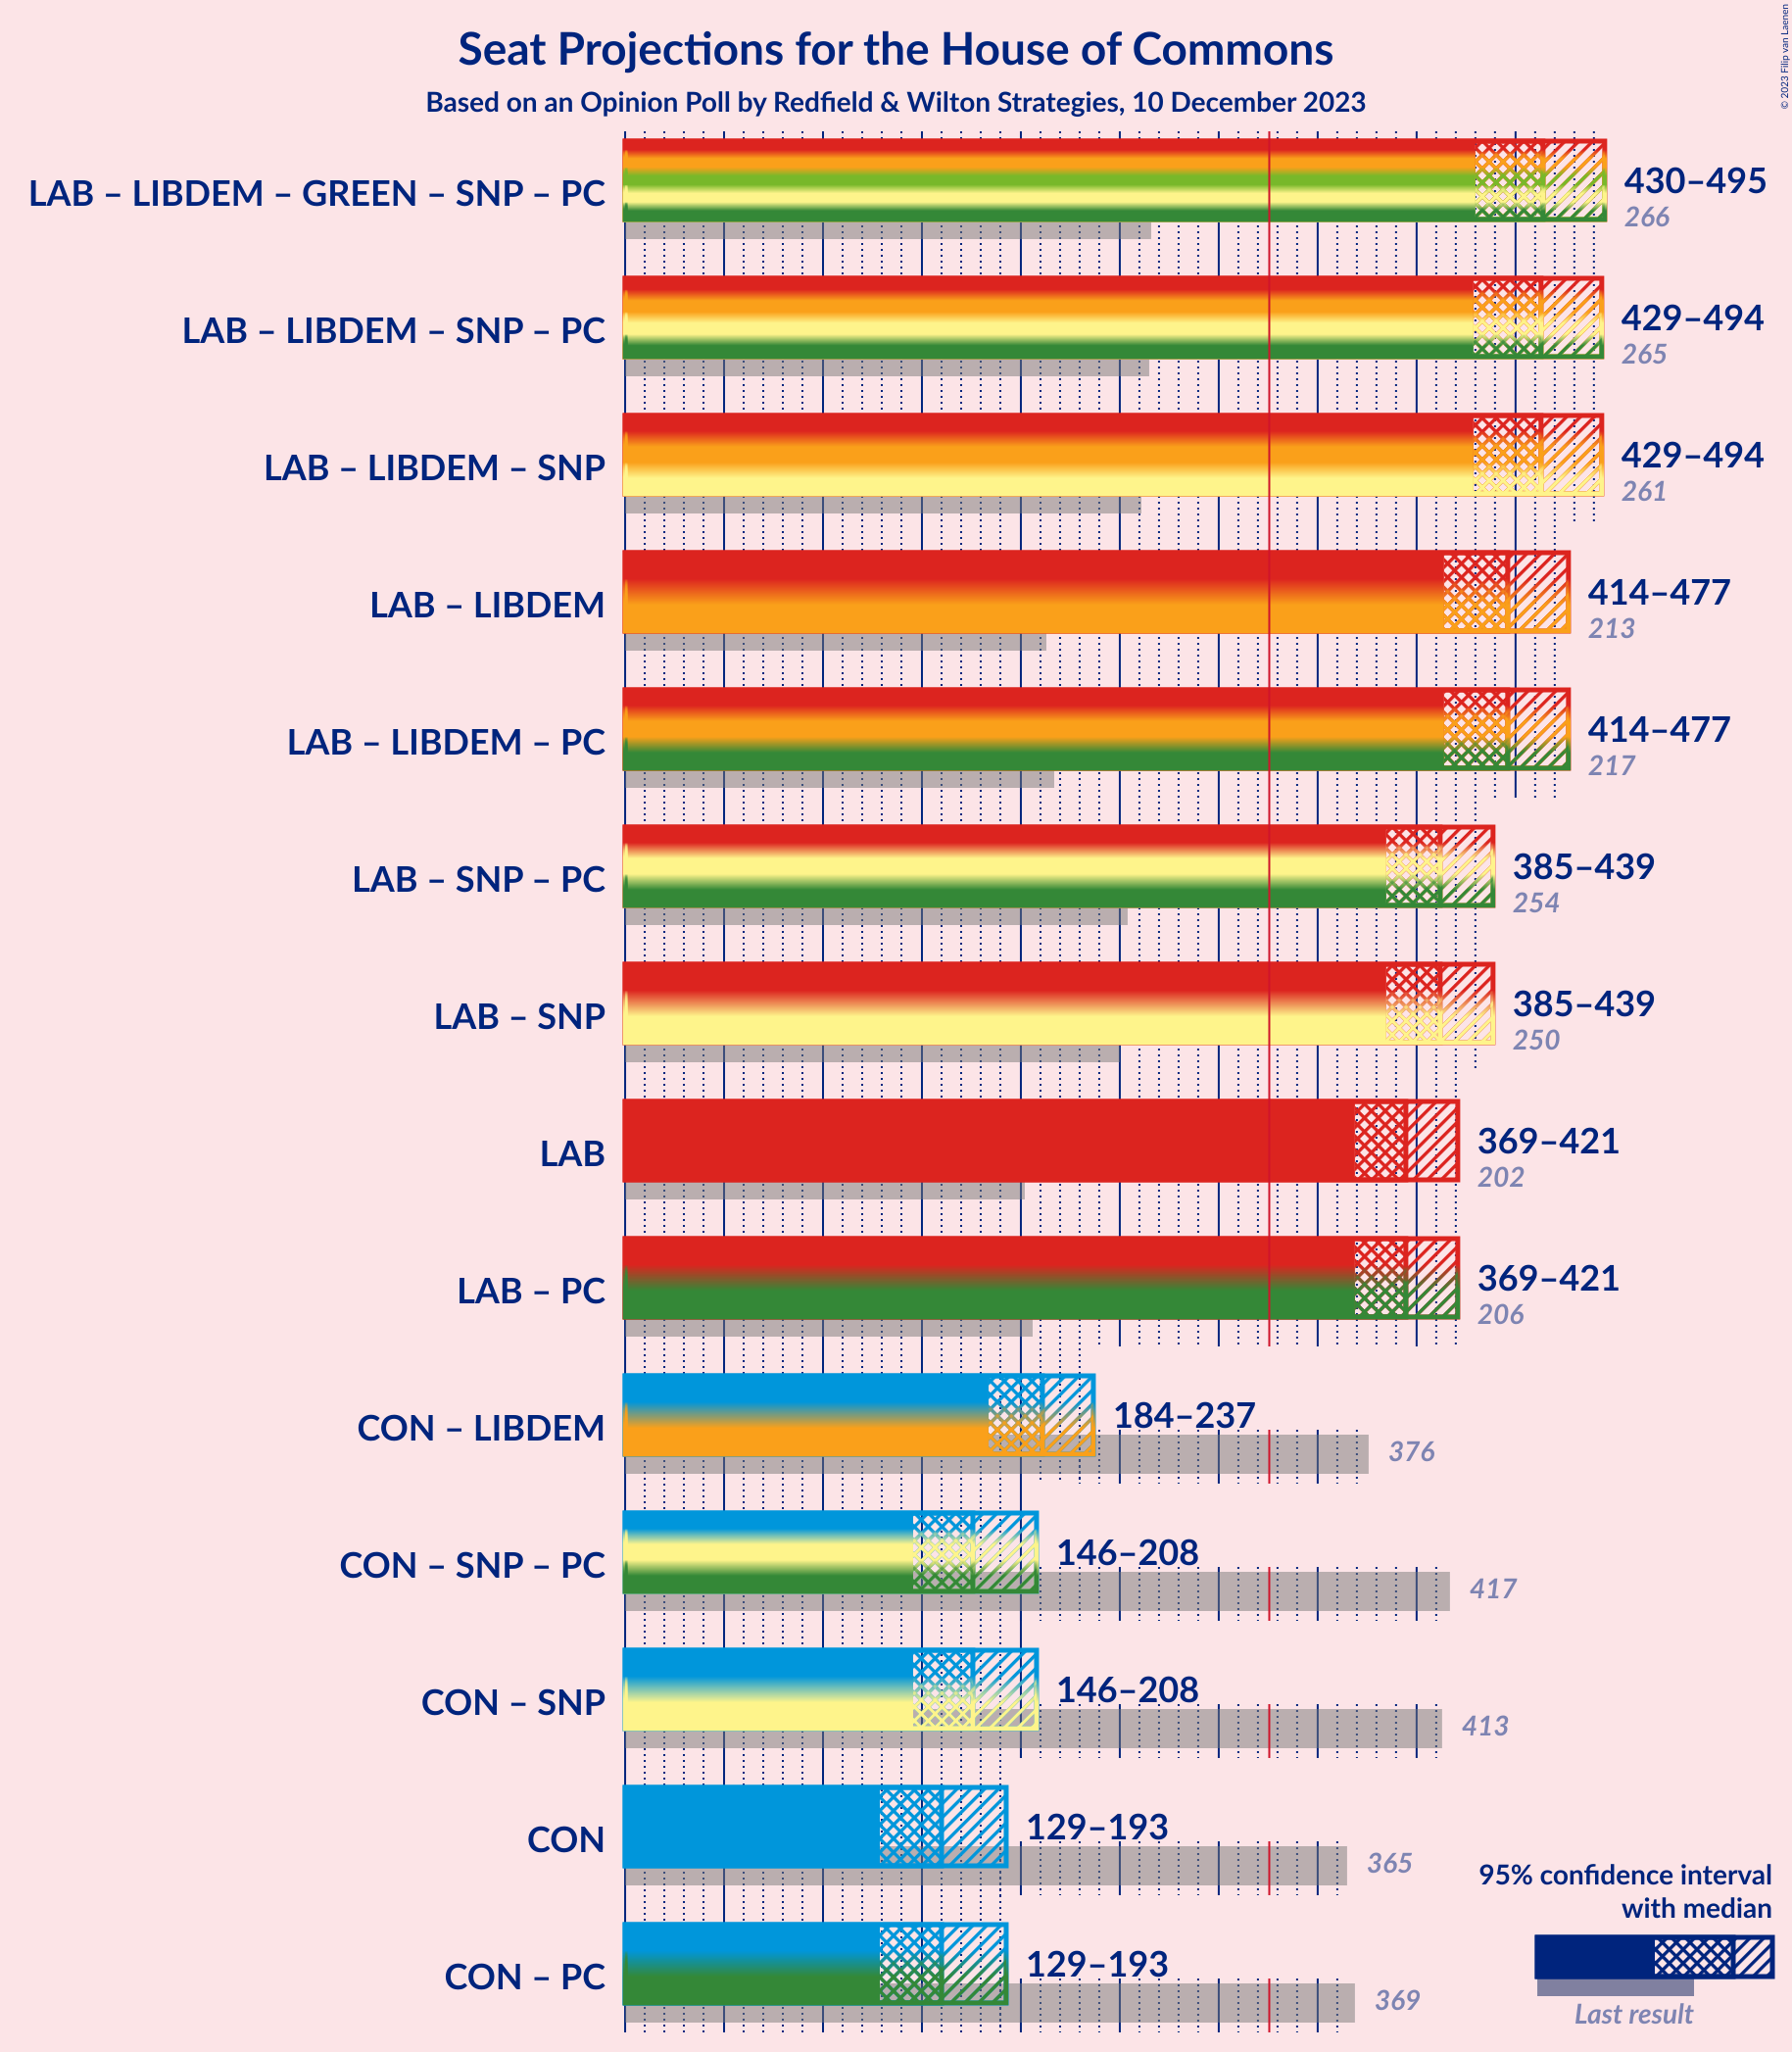 Seat Projections for the House of Commons
Based on an Opinion Poll by Redfield & Wilton Strategies, 10 December 2023
© 2023 Filip van Laenen
LAB – LIBDEM – GREEN – SNP – PC
430–495
266
LAB – LIBDEM – SNP – PC
429–494
265
LAB – LIBDEM – SNP
429–494
261
LAB – LIBDEM
414–477
213
LAB – LIBDEM – PC
414–477
217
LAB – SNP – PC
385–439
254
LAB – SNP
385–439
250
LAB
369–421
202
LAB – PC
369–421
206
CON – LIBDEM
184–237
376
CON – SNP – PC
146–208
417
CON – SNP
146–208
413
CON
129–193
365
CON – PC
129–193
369
95% confidence interval
with median
Last result